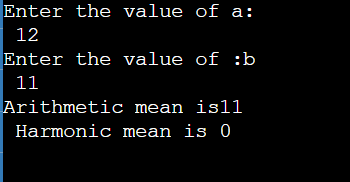 Enter the value of a:
12
Enter the value of :b
11
Arithmetic mean is11
Harmonic mean is 0